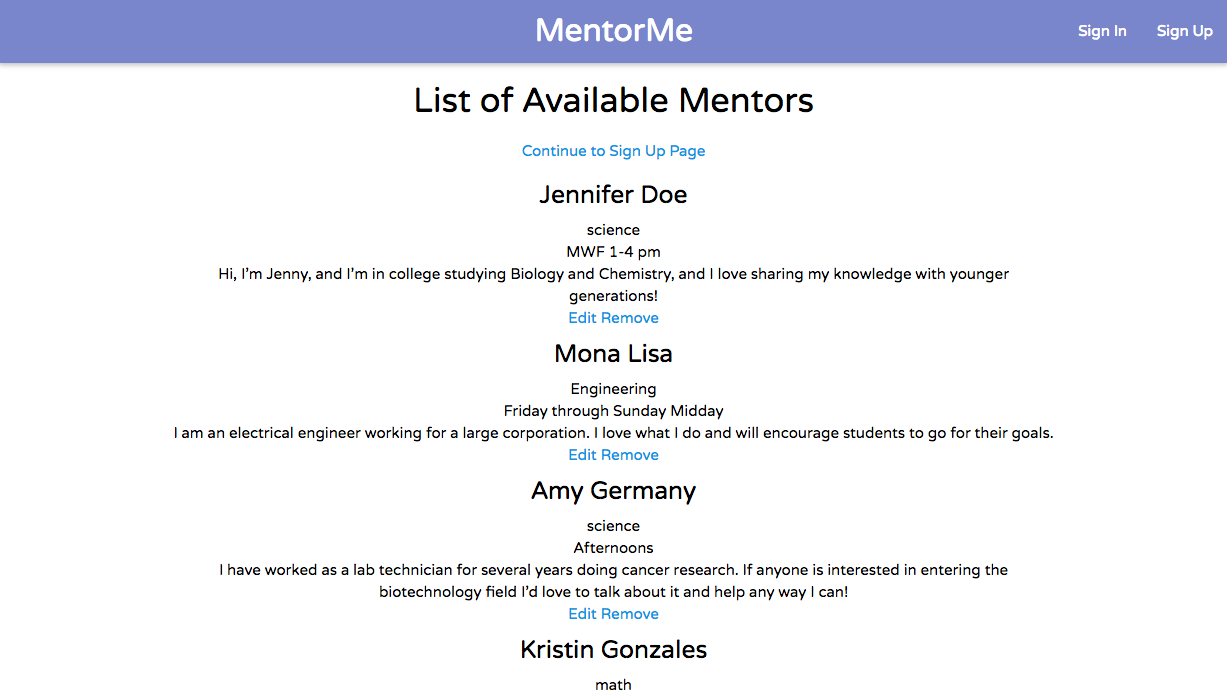 MentorMe
Sign In
Sign Up
List of Available Mentors
Continue to Sign Up Page
Jennifer Doe
science
MWF 1-4 pm
Hi, I'm Jenny, and I'm in college studying Biology and Chemistry, and I love sharing my knowledge with younger
generations!
Edit Remove
Mona Lisa
Engineering
Friday through Sunday Midday
I am an electrical engineer working for a large corporation. I love what I do and will encourage students to go for their goals.
Edit Remove
Amy Germany
science
Afternoons
I have worked as a lab technician for several years doing cancer research. If anyone is interested in entering the
biotechnology field I'd love to talk about it and help any way I can!
Edit Remove
Kristin Gonzales
math